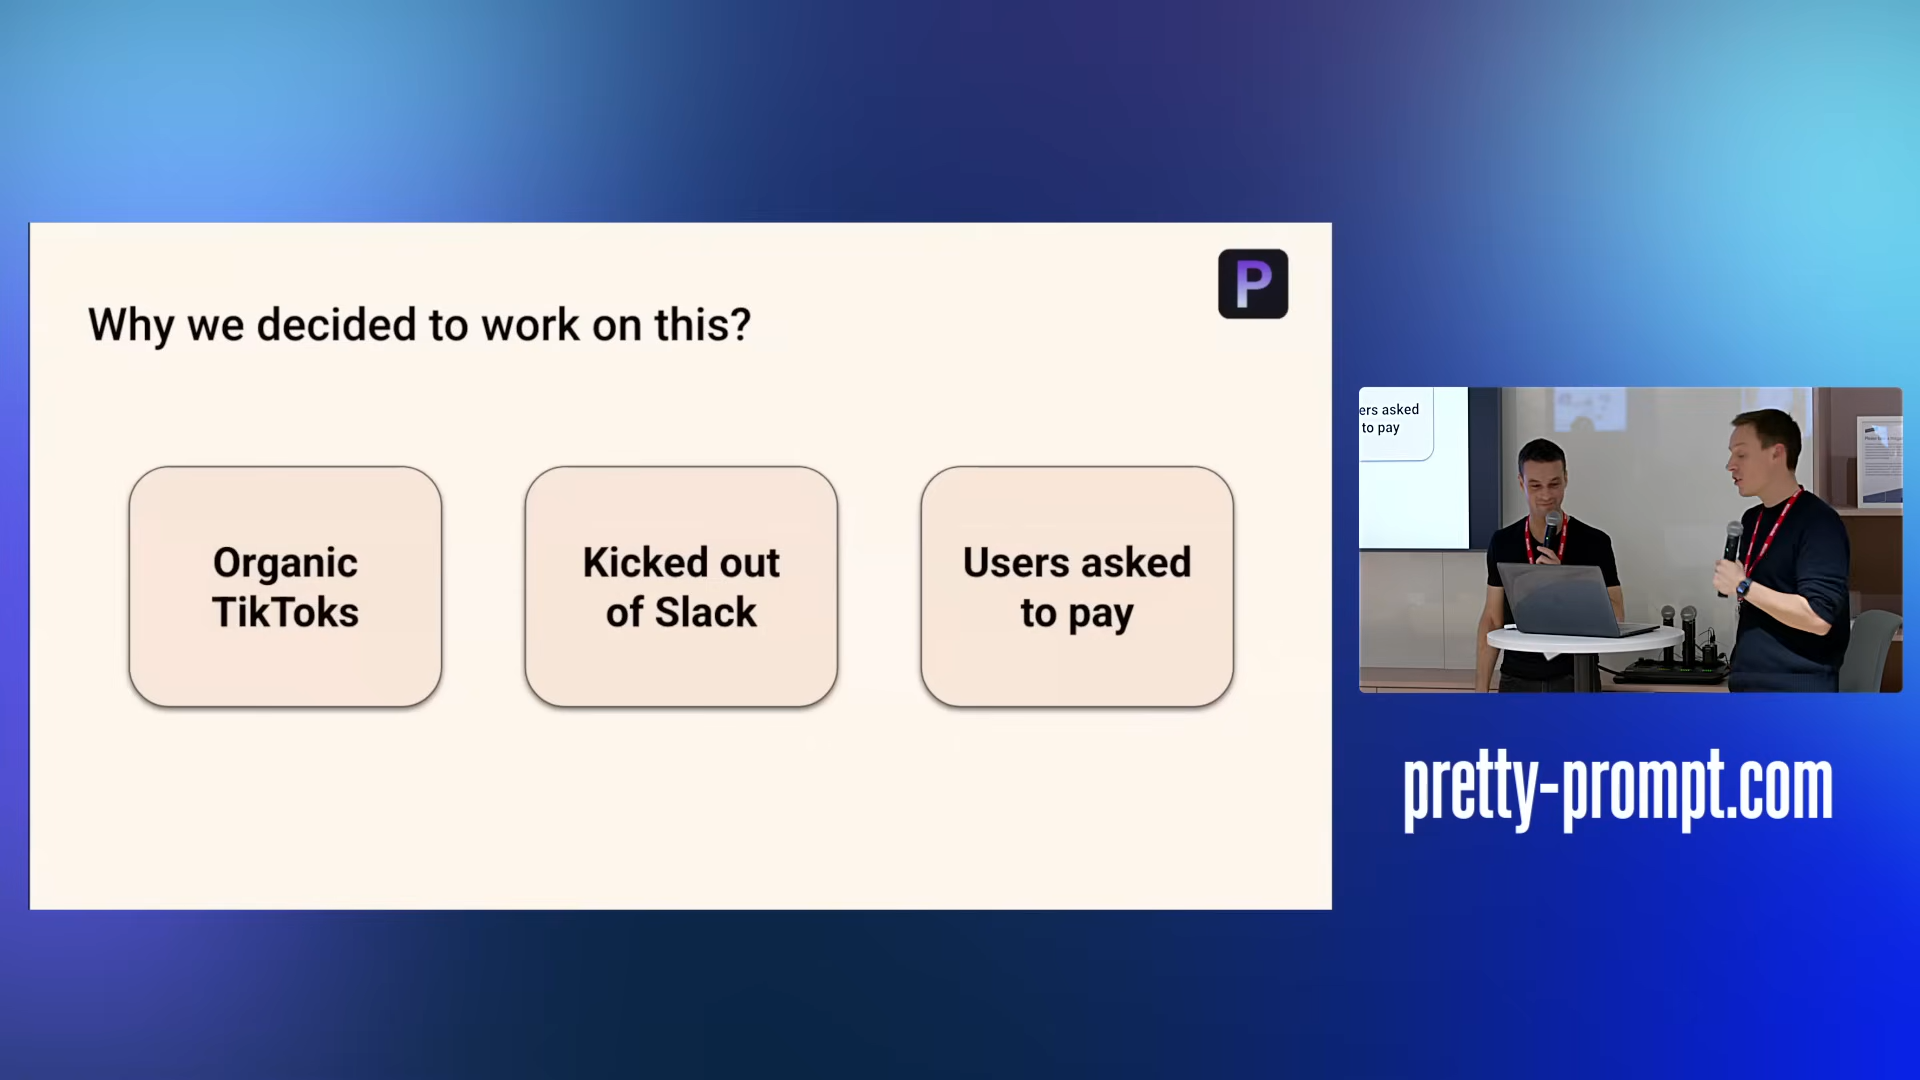 Why we decided to work on this?
P
Organic
TikToks
Kicked out
of Slack
Users asked
to pay
ers asked
to pay
pretty-prompt.com